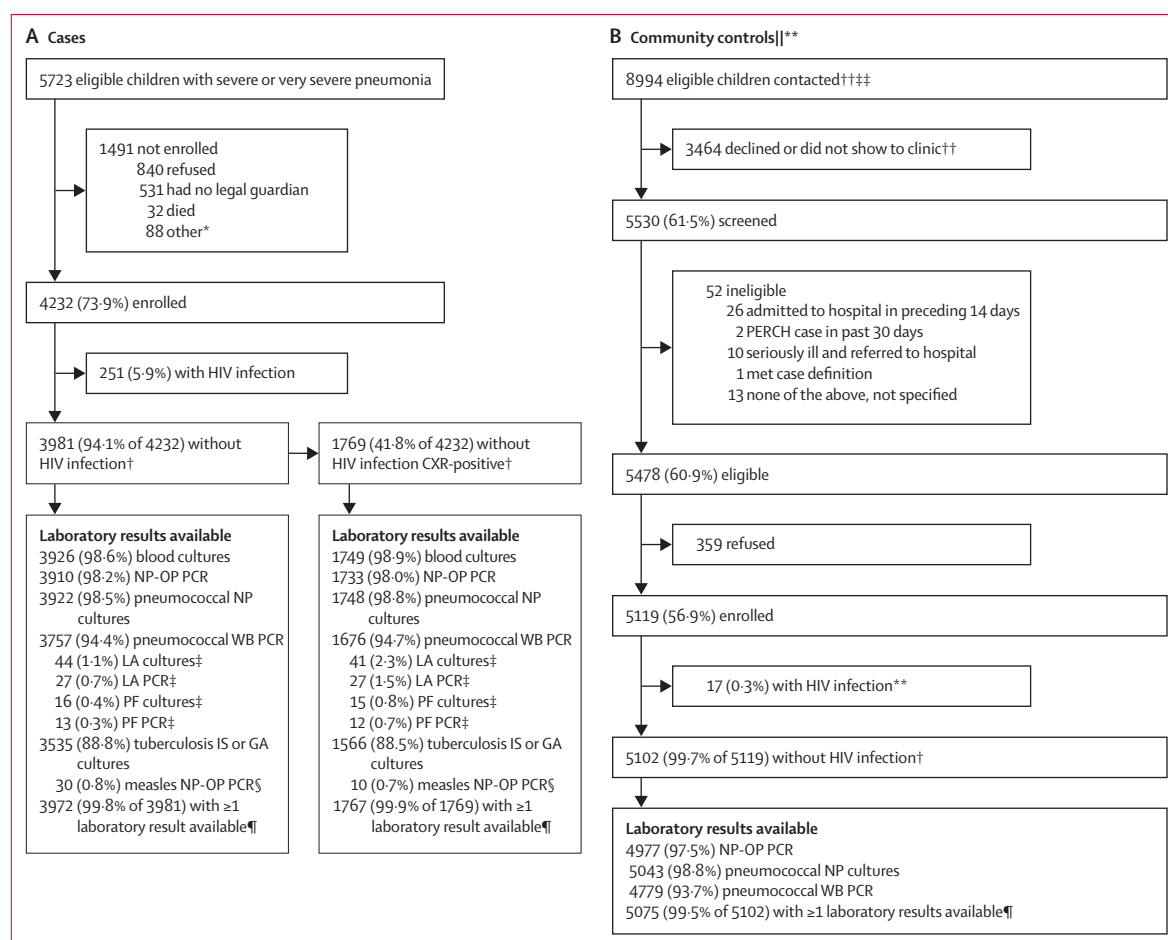 A Cases
5723 eligible children with severe or very severe pneumonia
1491 not enrolled
840 refused
531 had no legal guardian
32 died
88 other*
4232 (73·9%) enrolled
251 (5·9%) with HIV infection
3981 (94·1% of 4232) without
HIV infection†
1769 (41·8% of 4232) without
HIV infection CXR-positive†
Laboratory results available
3926 (98·6%) blood cultures
3910 (98·2%) NP-OP PCR
3922 (98·5%) pneumococcal NP
cultures
3757 (94·4%) pneumococcal WB PCR
44 (1·1%) LA cultures‡
27 (0·7%) LA PCR‡
16 (0·4%) PF cultures‡
13 (0·3%) PF PCR‡
3535 (88·8%) tuberculosis IS or GA
cultures
30 (0·8%) measles NP-OP PCR§
3972 (99·8% of 3981) with ≥1
laboratory result available¶
Laboratory results available
1749 (98·9%) blood cultures
1733 (98·0%) NP-OP PCR
1748 (98·8%) pneumococcal NP
cultures
1676 (94·7%) pneumococcal WB PCR
41 (2·3%) LA cultures‡
27 (1·5%) LA PCR‡
15 (0·8%) PF cultures‡
12 (0·7%) PF PCR‡
1566 (88·5%) tuberculosis IS or GA
cultures
10 (0·7%) measles NP-OP PCR§
1767 (99·9% of 1769) with ≥1
laboratory result available¶
B Community controls||**
8994 eligible children contacted††‡‡
3464 declined or did not show to clinic††
5530 (61·5%) screened
52 ineligible
26 admitted to hospital in preceding 14 days
2 PERCH case in past 30 days
10 seriously ill and referred to hospital
1 met case definition
13 none of the above, not specified
5478 (60·9%) eligible
359 refused
5119 (56·9%) enrolled
17 (0·3%) with HIV infection**
5102 (99·7% of 5119) without HIV infection†
Laboratory results available
4977 (97·5%) NP-OP PCR
5043 (98·8%) pneumococcal NP cultures
4779 (93·7%) pneumococcal WB PCR
5075 (99·5% of 5102) with ≥1 laboratory results available¶